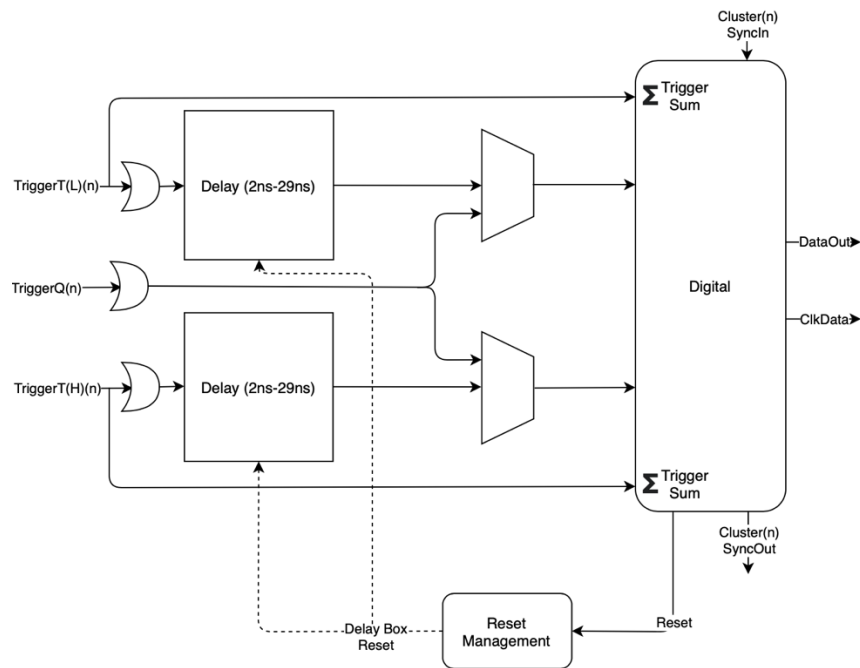 Cluster(n)
SyncIn
Σ Trigger
Sum
TriggerT(L)(n)
Delay (2ns-29ns)
DataOut
TriggerQ(n)
Digital
ClkData
TriggerT(H)(n)
Delay (2ns-29ns)
Σ Trigger
Sum
Cluster(n)
SyncOut
Delay Box
Reset
Reset
Management
Reset